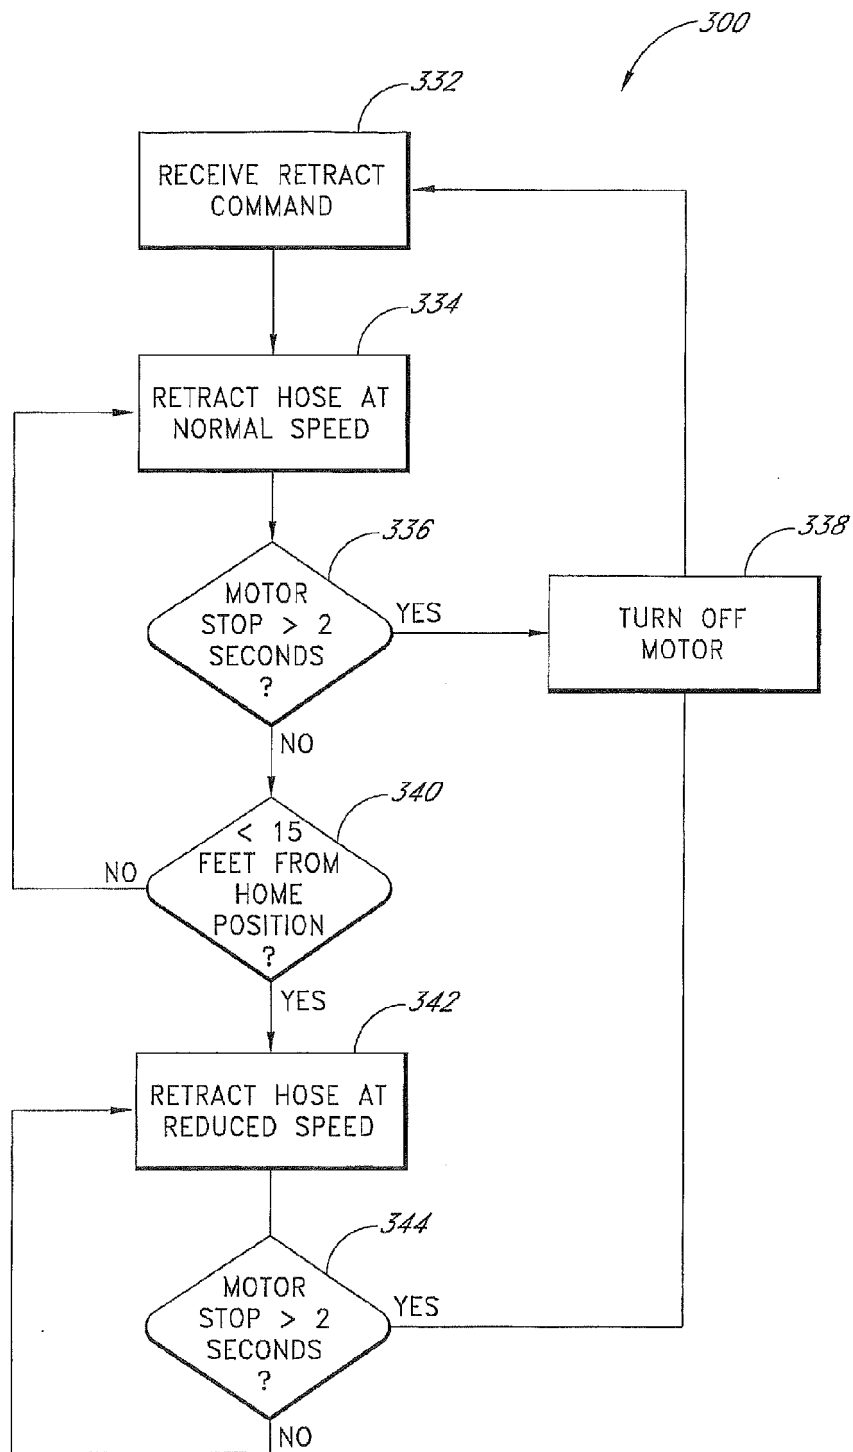 300
332
RECEIVE RETRACT
COMMAND
334
RETRACT HOSE AT
NORMAL SPEED
336
MOTOR
STOP > 2
SECONDS
?
YES
338
TURN OFF
MOTOR
NO
340
< 15
FEET FROM
HOME
POSITION
?
NO
YES
342
RETRACT HOSE AT
REDUCED SPEED
344
MOTOR
STOP > 2
SECONDS
?
YES
NO